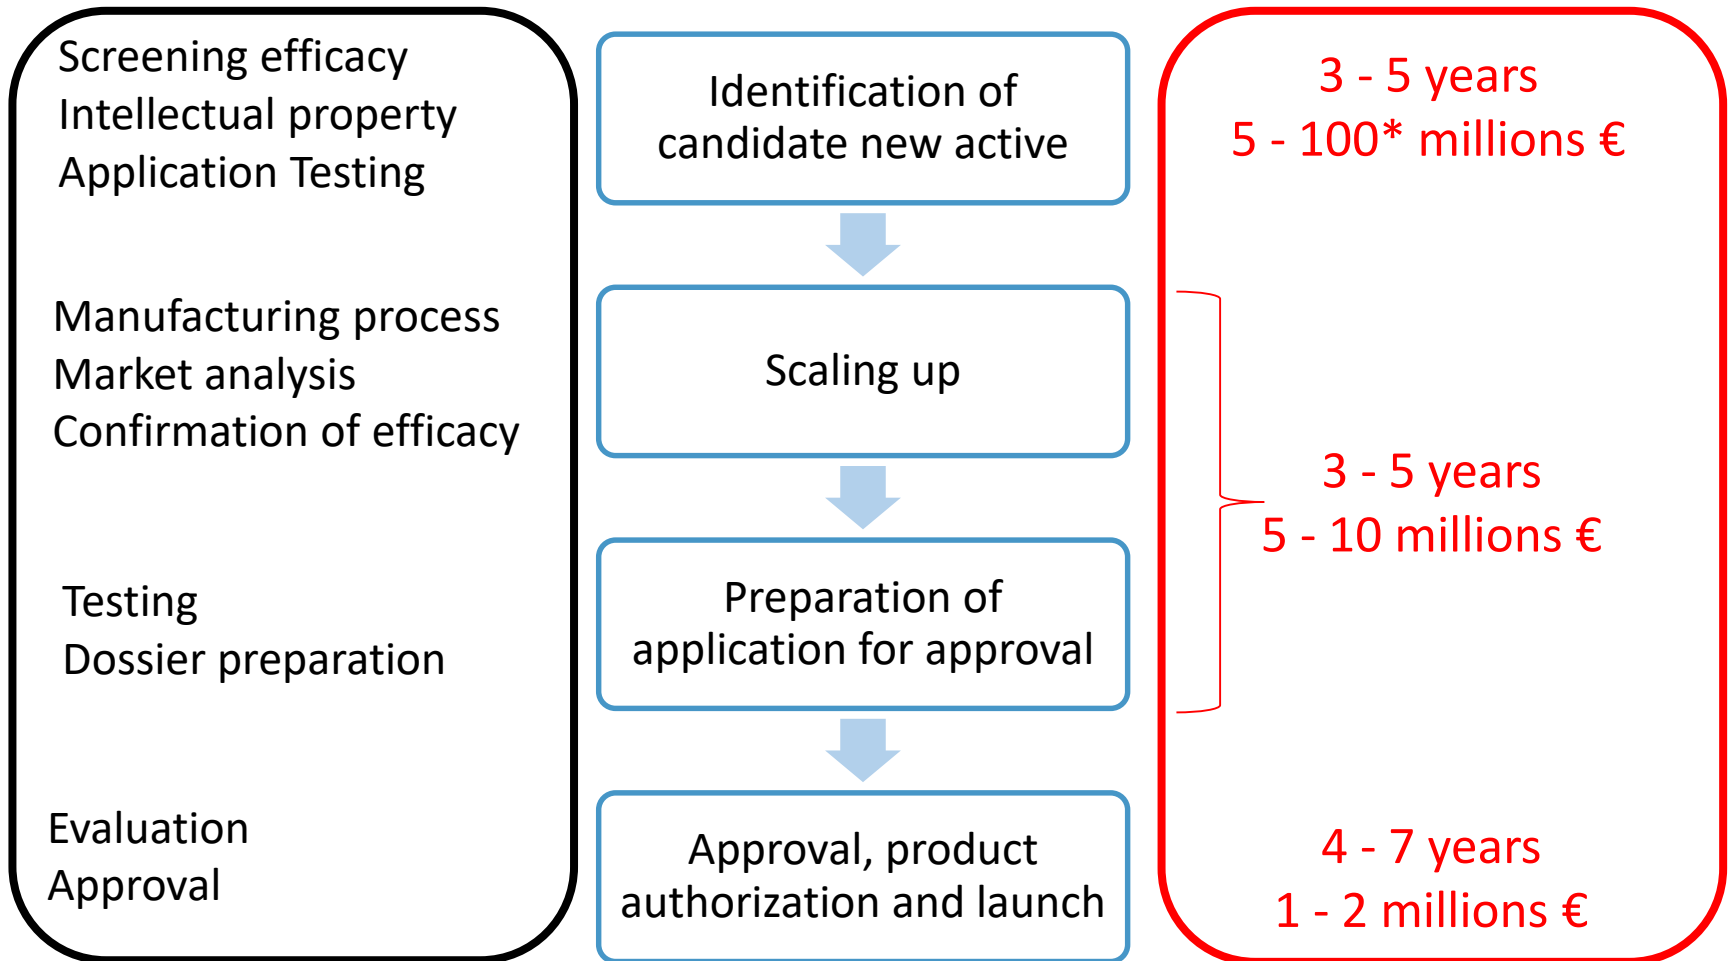 Screening efficacy
Intellectual property
Application Testing
Identification of
candidate new active
3 - 5 years
5 - 100* millions €
Manufacturing process
Market analysis
Confirmation of efficacy
Scaling up
3 - 5 years
5 - 10 millions €
Testing
Dossier preparation
Preparation of
application for approval
Evaluation
Approval
Approval, product
authorization and launch
4 - 7 years
1 - 2 millions €